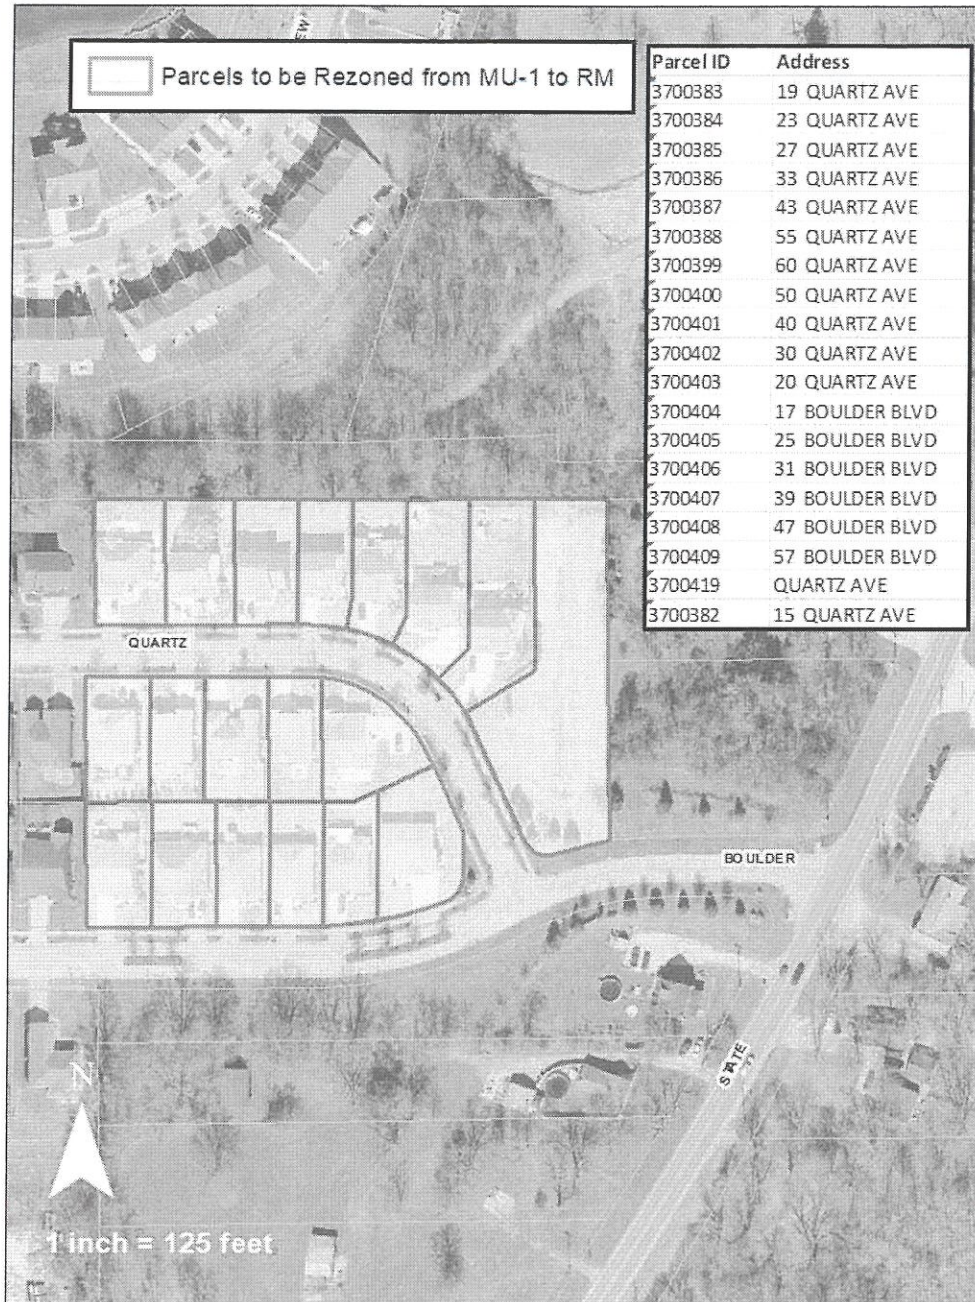 EW
Parcels to be Rezoned from MU-1 to RM
Parcel ID Address
3700383 19 QUARTZ AVE
3700384 23 QUARTZ AVE
3700385 27 QUARTZ AVE
3700386 33 QUARTZ AVE
3700387 43 QUARTZ AVE
3700388 55 QUARTZ AVE
3700399 60 QUARTZ AVE
3700400 50 QUARTZ AVE
3700401 40 QUARTZ AVE
3700402 30 QUARTZ AVE
3700403 20 QUARTZ AVE
3700404 17 BOULDER BLVD
3700405 25 BOULDER BLVD
3700406 31 BOULDER BLVD
3700407 39 BOULDER BLVD
3700408 47 BOULDER BLVD
3700409 57 BOULDER BLVD
3700419 QUARTZ AVE
3700382 15 QUARTZ AVE
QUARTZ
BOULDER
STATE
N
1 inch = 125 feet